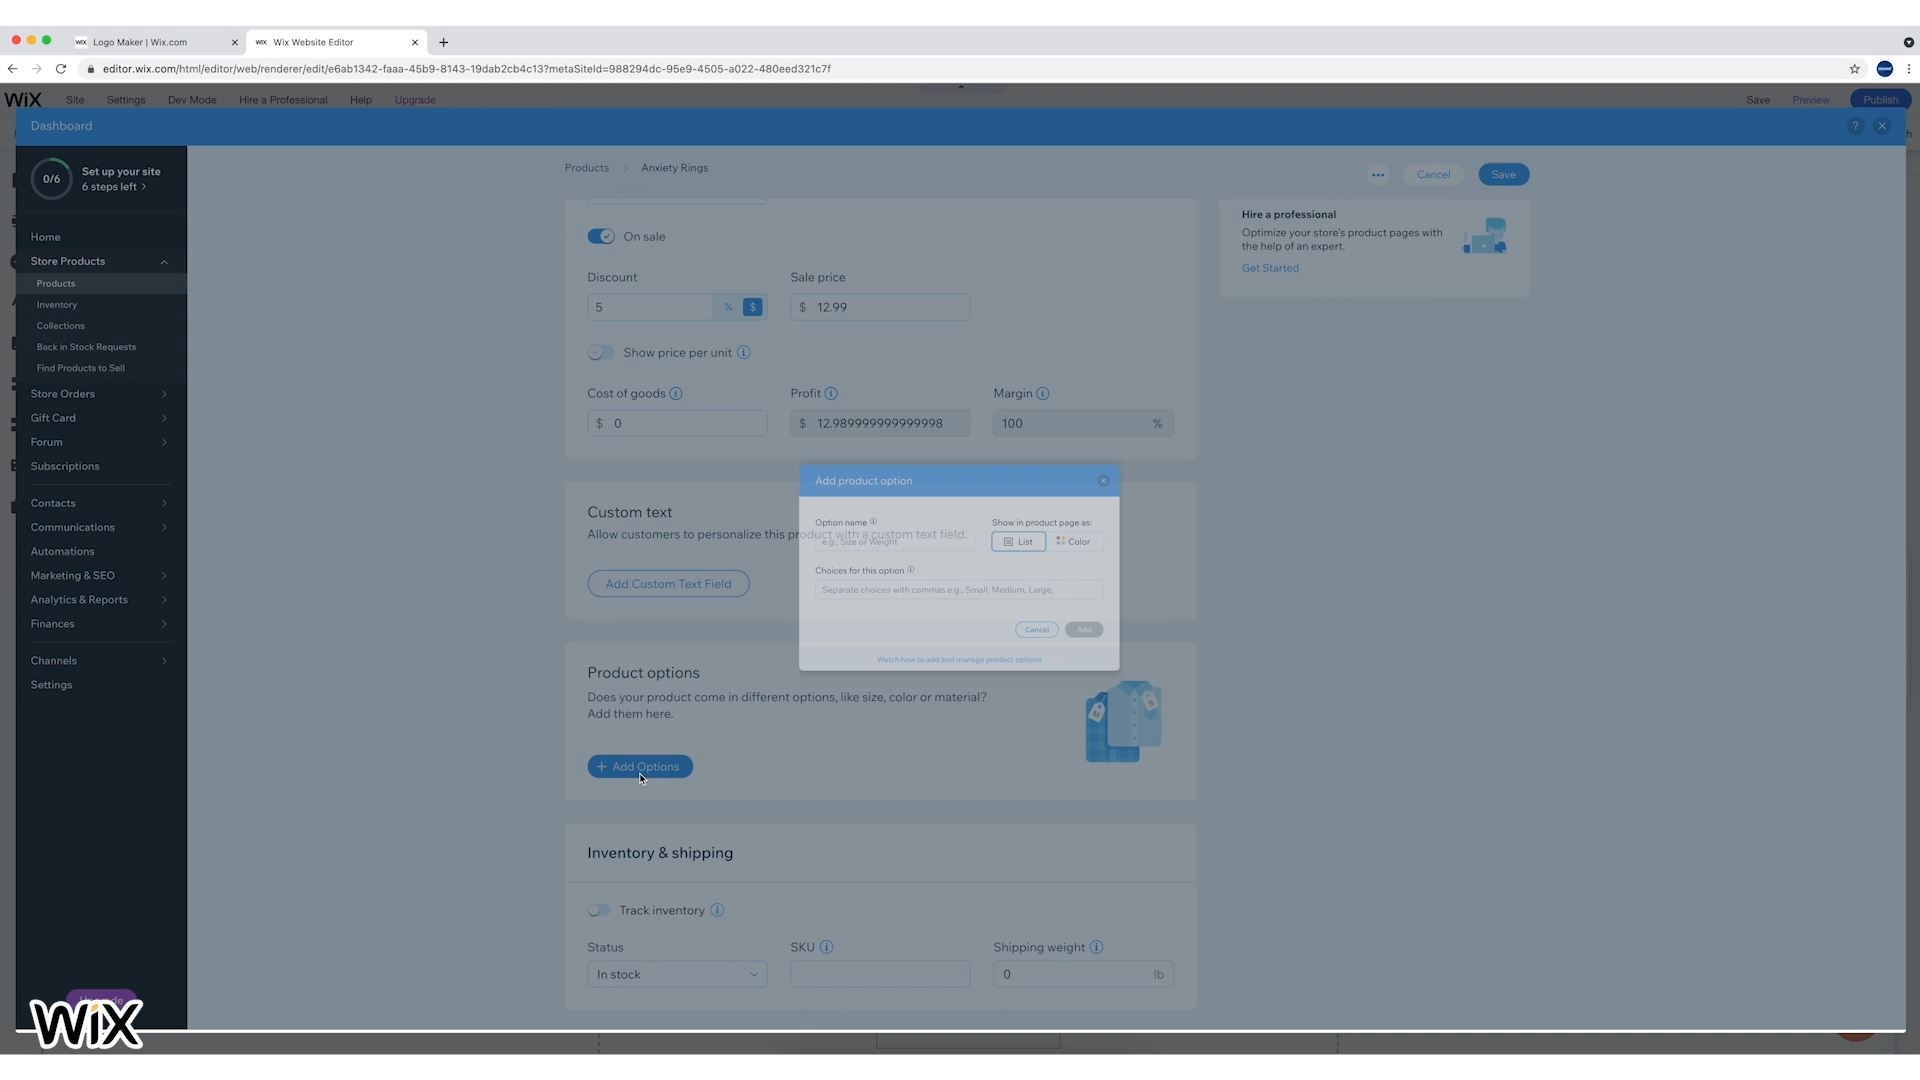 Logo Maker | Wix.com
Wix Website Editor
editor.wix.com/html/editor/web/renderer/edit/e6ab1342-faaa-45b9-8143-19dab2cb4c13?metaSiteId=988294dc-95e9-4505-a022-480eed321c7f
WiX Site Settings Dev Mode Hire a Professional Help Upgrade Save Preview Publish
Dashboard
0/6
Set up your site
6 steps left
Home
Store Products
Products
Inventory
Collections
Back in Stock Requests
Find Products to Sell
Store Orders
Gift Card
Forum
Subscriptions
Contacts
Communications
Automations
Marketing & SEO
Analytics & Reports
Finances
Channels
Settings
Upgrade
WiX
Products > Anxiety Rings
Cancel Save
On sale
Discount Sale price
5 % $ $ 12.99
Show price per unit
Cost of goods Profit Margin
$ 0 $ 12.989999999999998 100 %
Custom text
Allow customers to personalize this product with a custom text field.
Add Custom Text Field
Product options
Does your product come in different options, like size, color or material?
Add them here.
+ Add Options
M S
Inventory & shipping
Track inventory
Status SKU Shipping weight
In stock 0 lb
Hire a professional
Optimize your store's product pages with
the help of an expert.
Get Started
Add product option
Option name Show in product page as:
e.g., Size or Weight List Color
Choices for this option
Separate choices with commas e.g., Small, Medium, Large,
Cancel Add
Watch how to add and manage product options